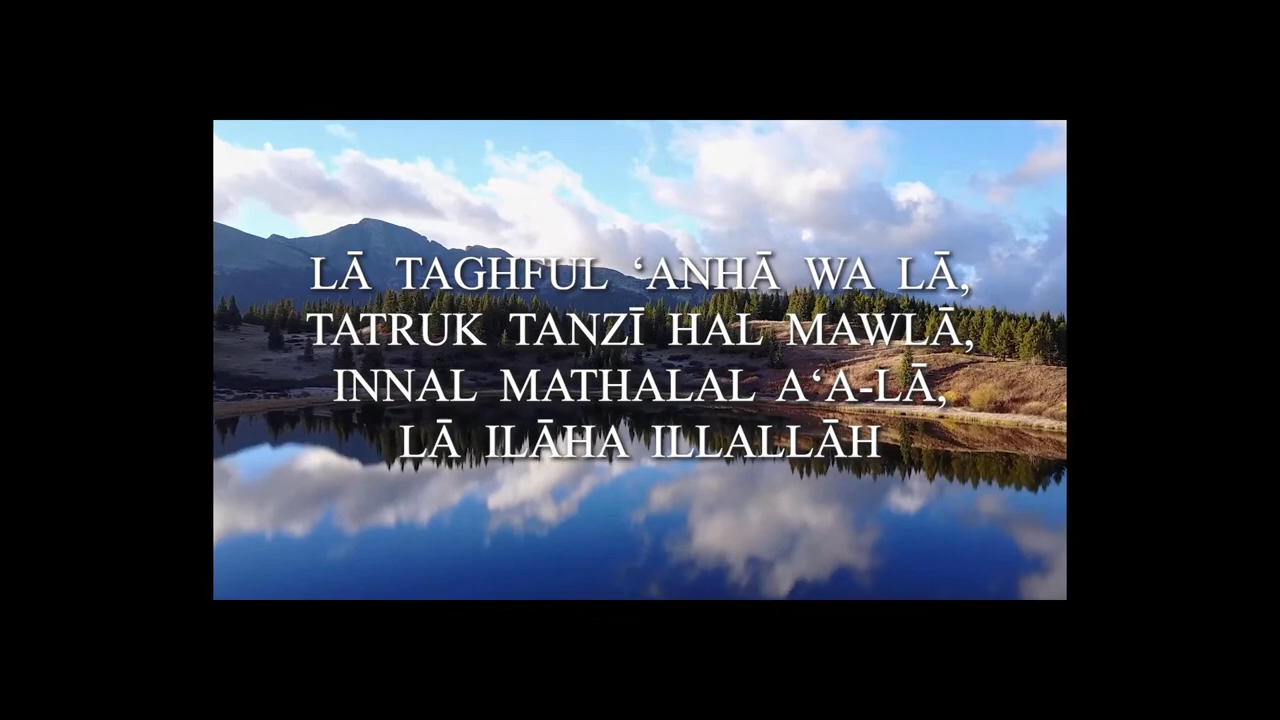 LĀ TAGHFUL ‘ANHĀ WA LĀ,
TATRUK TANZĪ HAL MAWLĀ,
INNAL MATHALAL A‘A-LĀ,
LĀ ILĀHA ILLALLĀH